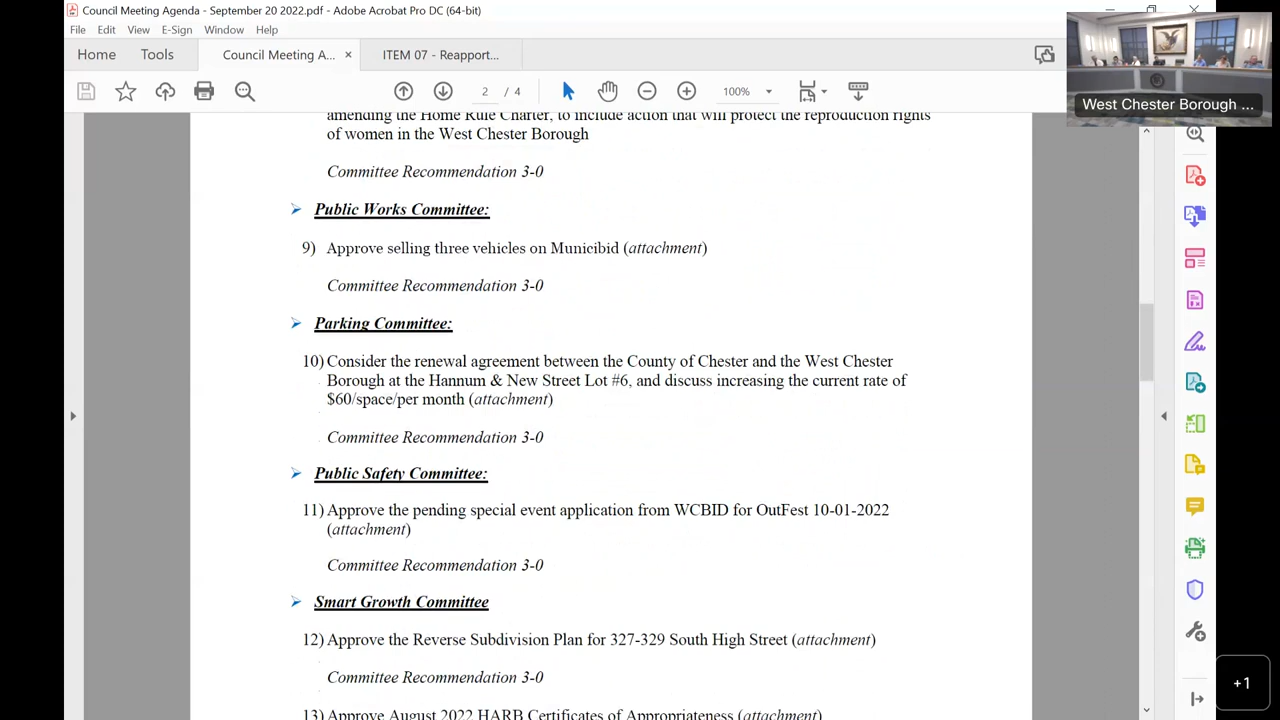 Council Meeting Agenda - September 20 2022.pdf - Adobe Acrobat Pro DC (64-bit)
File Edit View E-Sign Window Help
Home Tools Council Meeting A... × ITEM 07 - Reapport...
2 / 4 100%
West Chester Borough ...
amending the Home Rule Charter, to include action that will protect the reproduction rights
of women in the West Chester Borough
Committee Recommendation 3-0
➢ Public Works Committee:
9) Approve selling three vehicles on Municibid (attachment)
Committee Recommendation 3-0
➢ Parking Committee:
10) Consider the renewal agreement between the County of Chester and the West Chester
Borough at the Hannum & New Street Lot #6, and discuss increasing the current rate of
$60/space/per month (attachment)
Committee Recommendation 3-0
➢ Public Safety Committee:
11) Approve the pending special event application from WCBID for OutFest 10-01-2022
(attachment)
Committee Recommendation 3-0
➢ Smart Growth Committee
12) Approve the Reverse Subdivision Plan for 327-329 South High Street (attachment)
Committee Recommendation 3-0
13) Approve August 2022 HARB Certificates of Appropriateness (attachment)
+1